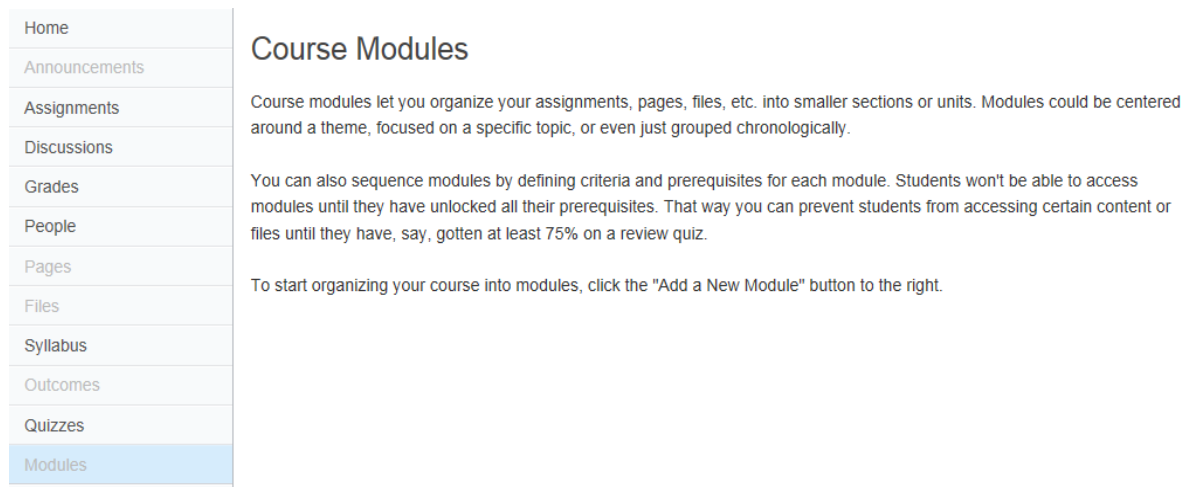 Home
Announcements
Assignments
Discussions
Grades
People
Pages
Files
Syllabus
Outcomes
Quizzes
Modules
Course Modules
Course modules let you organize your assignments, pages, files, etc. into smaller sections or units. Modules could be centered
around a theme, focused on a specific topic, or even just grouped chronologically.
You can also sequence modules by defining criteria and prerequisites for each module. Students won't be able to access
modules until they have unlocked all their prerequisites. That way you can prevent students from accessing certain content or
files until they have, say, gotten at least 75% on a review quiz.
To start organizing your course into modules, click the "Add a New Module" button to the right.